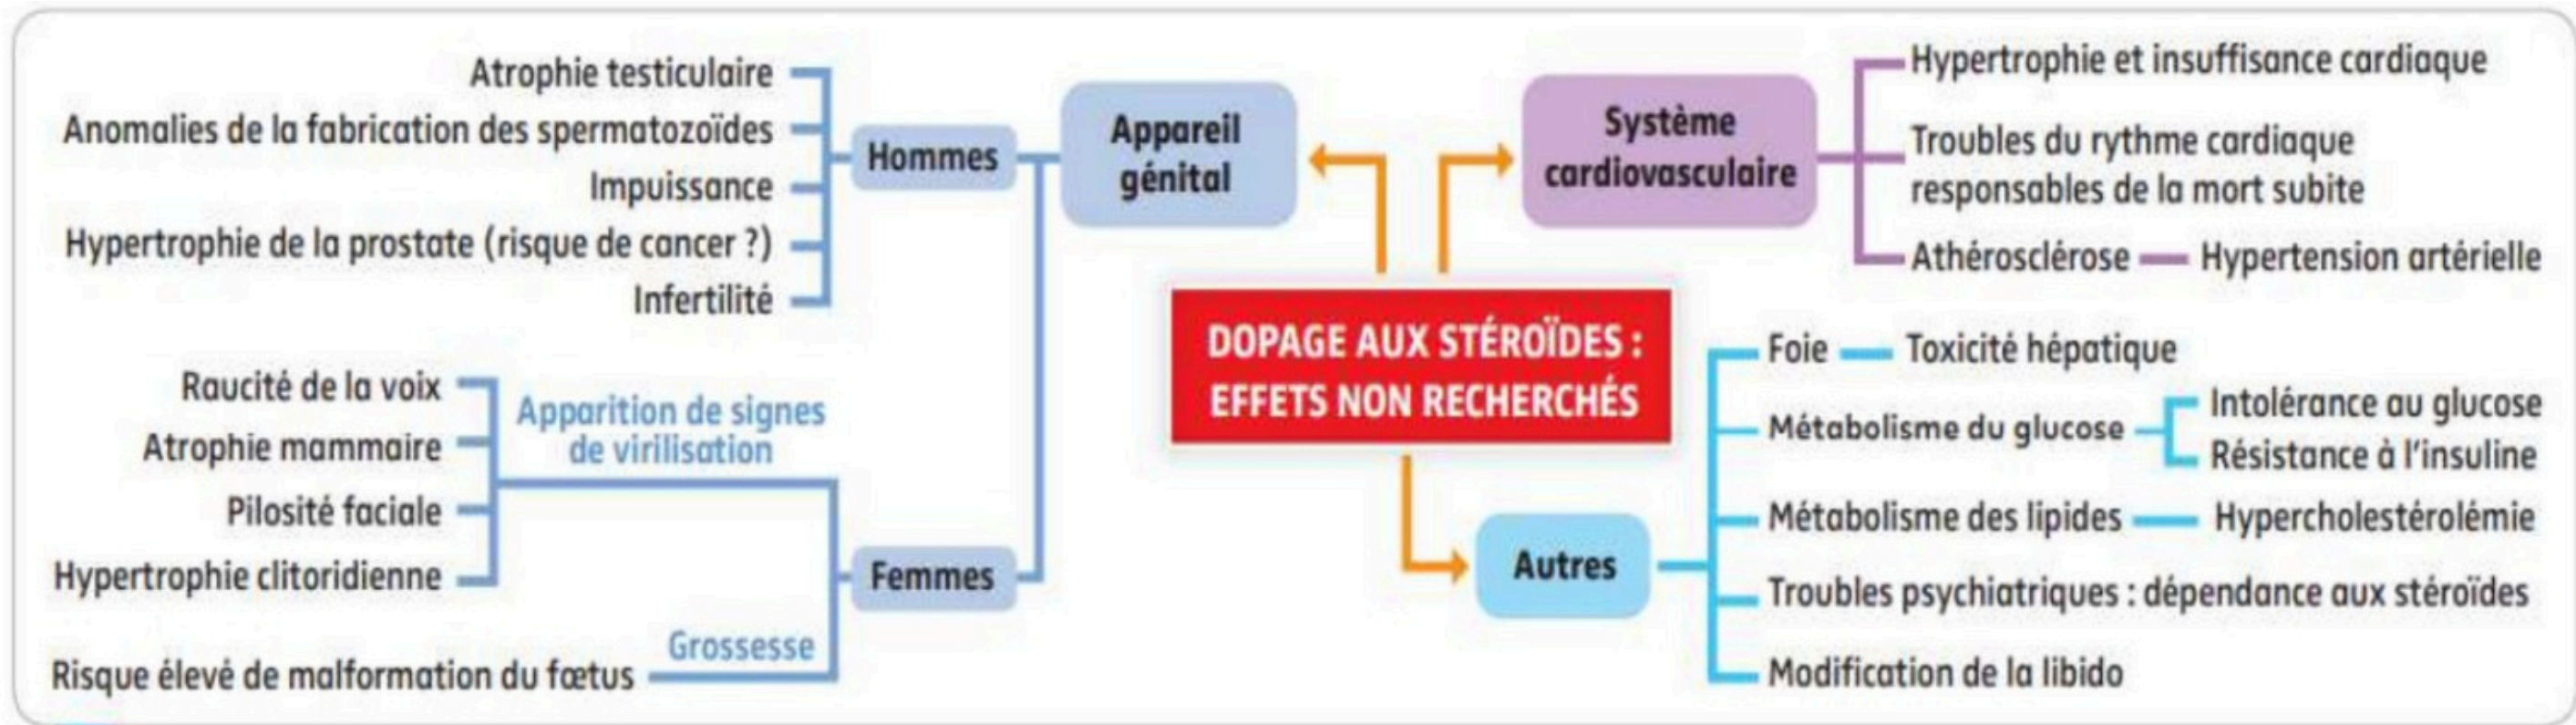 Atrophie testiculaire
Anomalies de la fabrication des spermatozoïdes
Impuissance
Hypertrophie de la prostate (risque de cancer ?)
Infertilité
Hommes
Appareil
génital
Raucité de la voix
Atrophie mammaire
Pilosité faciale
Hypertrophie clitoridienne
Apparition de signes
de virilisation
Femmes
Grossesse
Risque élevé de malformation du fœtus
DOPAGE AUX STÉROÏDES :
EFFETS NON RECHERCHÉS
Système
cardiovasculaire
Hypertrophie et insuffisance cardiaque
Troubles du rythme cardiaque
responsables de la mort subite
Athérosclérose
Hypertension artérielle
Autres
Foie
Toxicité hépatique
Métabolisme du glucose
Intolérance au glucose
Résistance à l'insuline
Métabolisme des lipides
Hypercholestérolémie
Troubles psychiatriques : dépendance aux stéroïdes
Modification de la libido